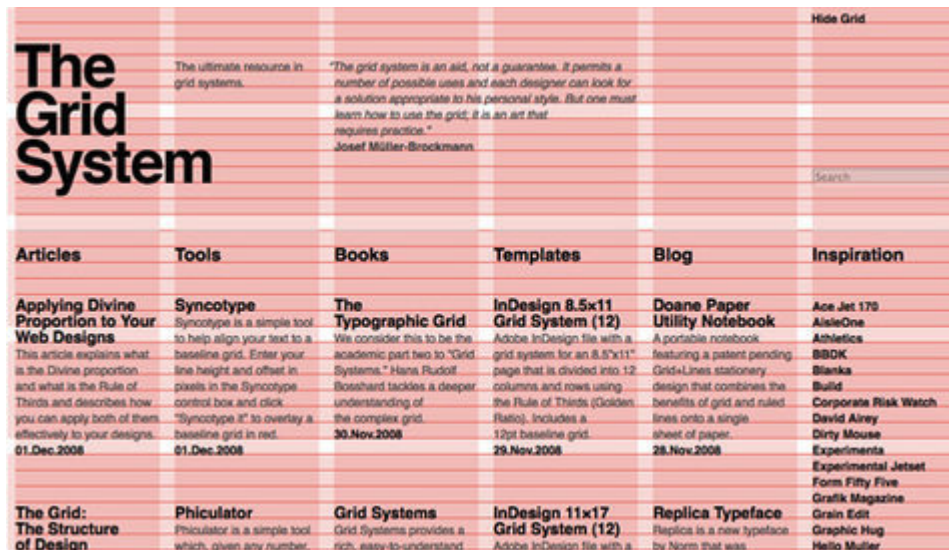 Hide Grid
The
Grid
System
The ultimate resource in
grid systems.
"The grid system is an aid, not a guarantee. It permits a
number of possible uses and each designer can look for
a solution appropriate to his personal style. But one must
learn how to use the grid; it is an art that
requires practice."
Josef Müller-Brockmann
Search
Articles
Tools
Books
Templates
Blog
Inspiration
Applying Divine
Proportion to Your
Web Designs
This article explains what
is the Divine proportion
and what is the Rule of
Thirds and describes how
you can apply both of them
effectively to your designs.
01.Dec.2008
Syncotype
Syncotype is a simple tool
to help align your text to a
baseline grid. Enter your
line height and offset in
pixels in the Syncotype
control box and click
"Syncotype it" to overlay a
baseline grid in red.
01.Dec.2008
The
Typographic Grid
We consider this to be the
academic part two to "Grid
Systems." Hans Rudolf
Bosshard tackles a deeper
understanding of
the complex grid.
30.Nov.2008
InDesign 8.5x11
Grid System (12)
Adobe InDesign file with a
grid system for an 8.5"x11"
page that is divided into 12
columns and rows using
the Rule of Thirds (Golden
Ratio). Includes a
12pt baseline grid.
29.Nov.2008
Doane Paper
Utility Notebook
A portable notebook
featuring a patent pending
Grid+Lines stationery
design that combines the
benefits of grid and ruled
lines onto a single
sheet of paper.
28.Nov.2008
Ace Jet 170
AisleOne
Athletics
BBDK
Blanka
Build
Corporate Risk Watch
David Airey
Dirty Mouse
Experimenta
Experimental Jetset
Form Fifty Five
Grafik Magazine
Grain Edit
Graphic Hug
Hello Muller
The Grid:
The Structure
of Design
Phiculator
Phiculator is a simple tool
which, given any number,
Grid Systems
Grid Systems provides a
rich, easy-to-understand
InDesign 11x17
Grid System (12)
Adobe InDesign file with a
Replica Typeface
Replica is a new typeface
by Norm that was